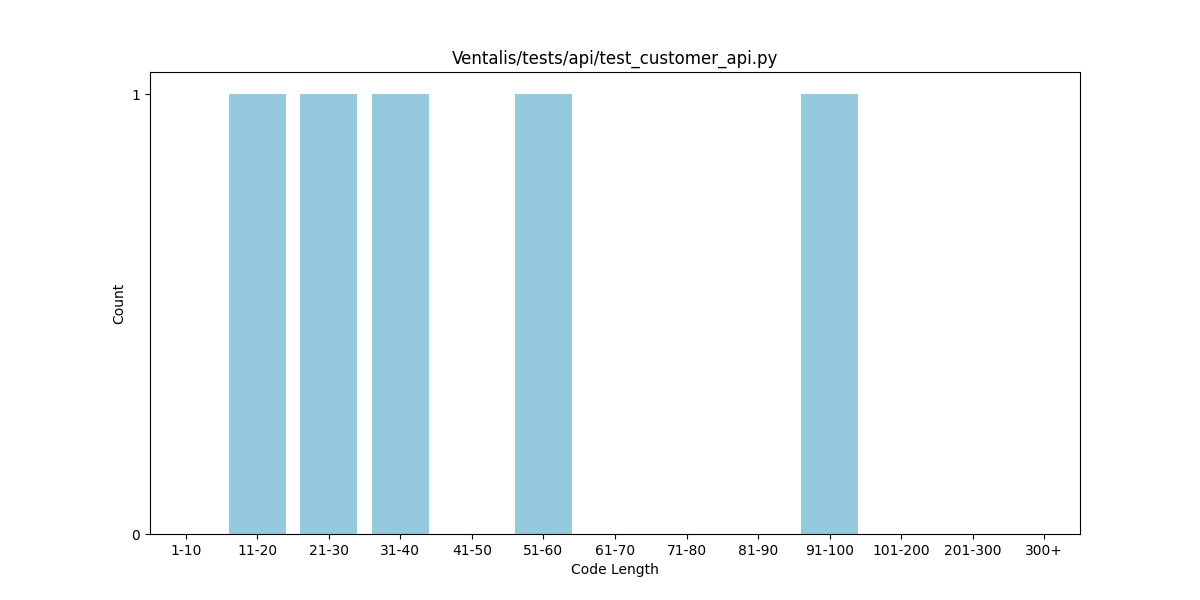 Ventalis/tests/api/test_customer_api.py
Count
1
0
1-10 11-20 21-30 31-40 41-50 51-60 61-70 71-80 81-90 91-100 101-200 201-300 300+
Code Length